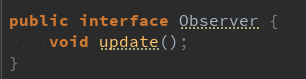 public interface Observer {
    void update();
}